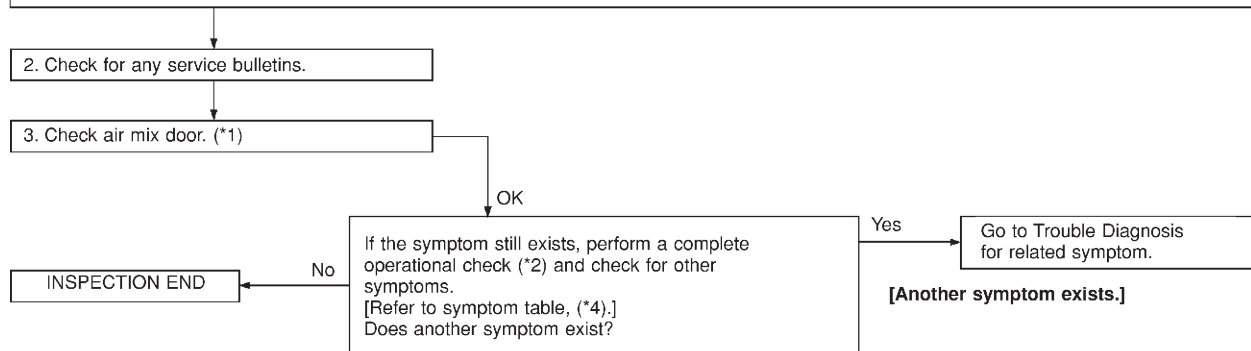 2. Check for any service bulletins.
3. Check air mix door. (*1)
OK
If the symptom still exists, perform a complete
operational check (*2) and check for other
symptoms.
[Refer to symptom table, (*4).]
Does another symptom exist?
No
INSPECTION END
Yes
Go to Trouble Diagnosis
for related symptom.
[Another symptom exists.]